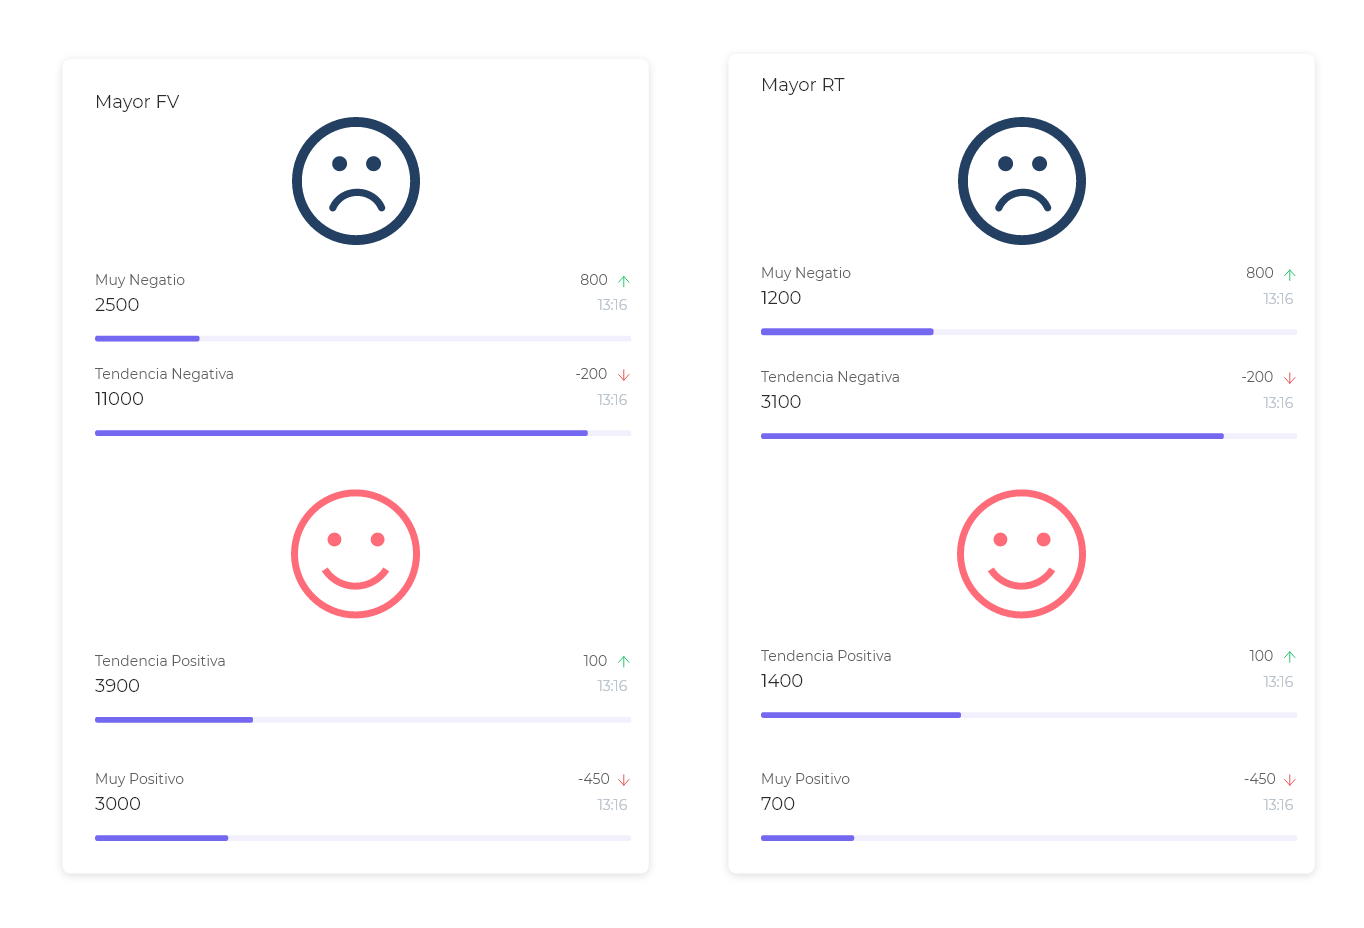 Mayor FV
Muy Negatio
800
2500
13:16
Tendencia Negativa
-200
11000
13:16
Tendencia Positiva
100
3900
13:16
Muy Positivo
-450
3000
13:16
Mayor RT
Muy Negatio
800
1200
13:16
Tendencia Negativa
-200
3100
13:16
Tendencia Positiva
100
1400
13:16
Muy Positivo
-450
700
13:16